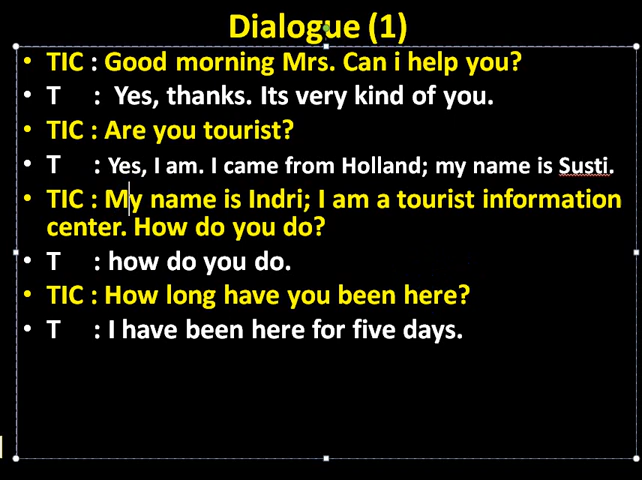 Dialogue (1)
• TIC : Good morning Mrs. Can i help you?
• T : Yes, thanks. Its very kind of you.
• TIC : Are you tourist?
• T : Yes, I am. I came from Holland; my name is Susti.
• TIC : My name is Indri; I am a tourist information
center. How do you do?
• T : how do you do.
• TIC : How long have you been here?
• T : I have been here for five days.